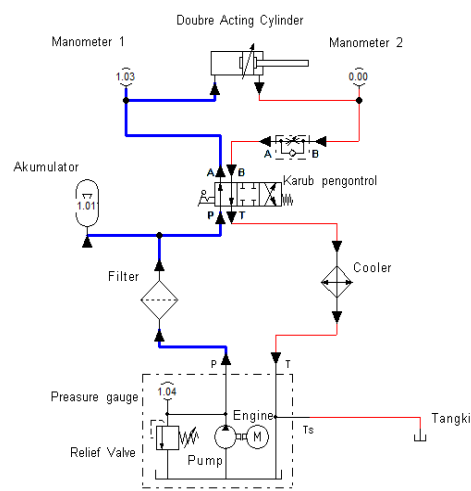 Doubre Acting Cylinder
Manometer 1
Manometer 2
1.03
0.00
A
B
A
B
Karub pengontrol
Akumulator
1.01
P
T
Filter
Cooler
P
T
Preasure gauge
1.04
Engine
Ts
Tangki
M
Relief Valve
Pump